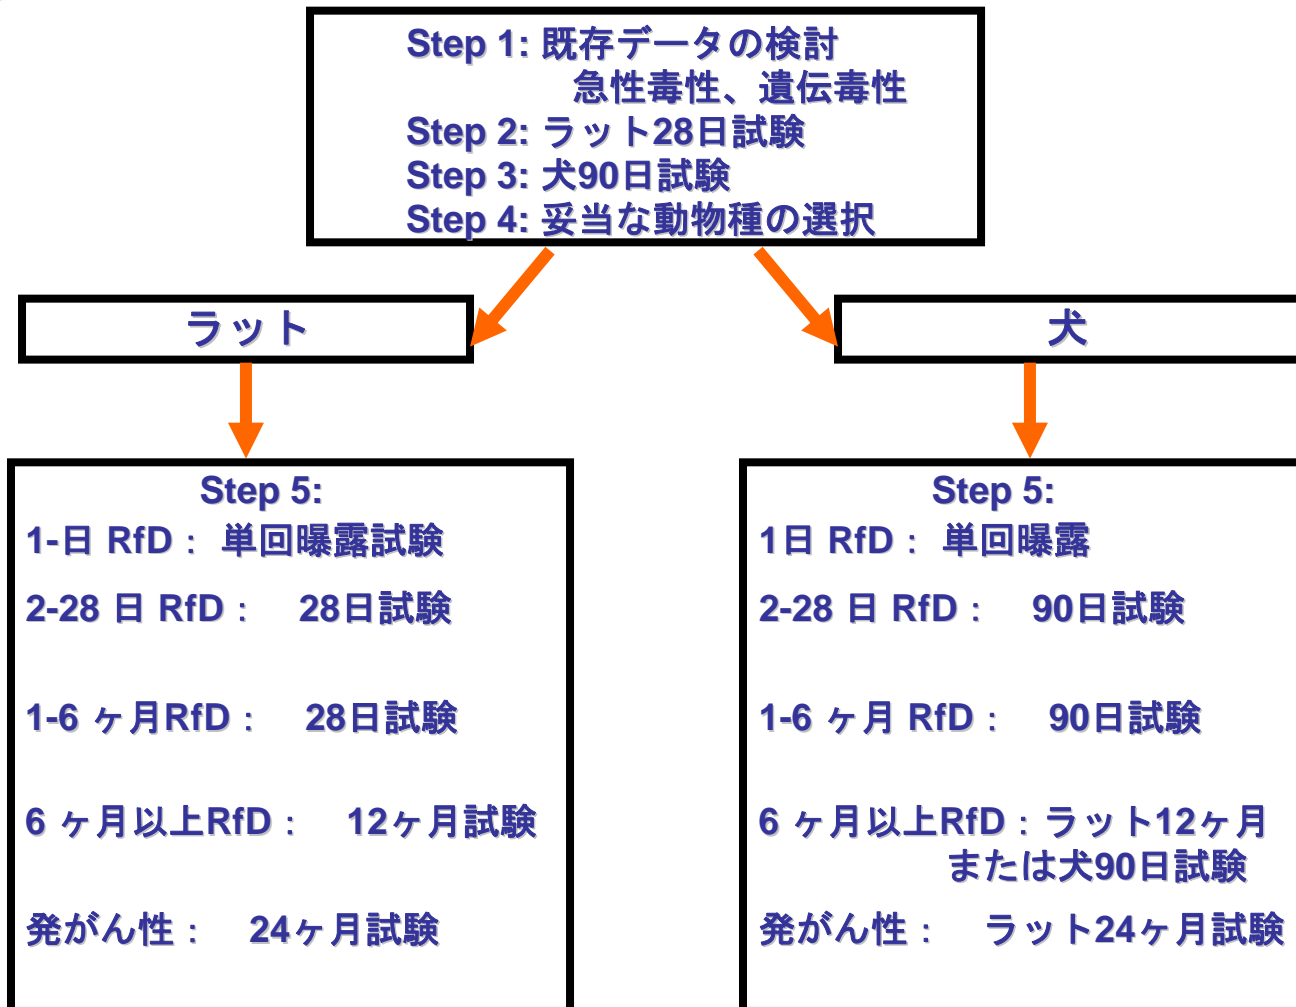 Step 1: 既存データの検討
急性毒性、遺伝毒性
Step 2: ラット28日試験
Step 3: 犬90日試験
Step 4: 妥当な動物種の選択
ラット
犬
Step 5:
1-日 RfD： 単回曝露試験
2-28 日 RfD： 28日試験
1-6 ヶ月RfD： 28日試験
6 ヶ月以上RfD： 12ヶ月試験
発がん性： 24ヶ月試験
Step 5:
1日 RfD： 単回曝露
2-28 日 RfD： 90日試験
1-6 ヶ月 RfD： 90日試験
6 ヶ月以上RfD：ラット12ヶ月
または犬90日試験
発がん性： ラット24ヶ月試験